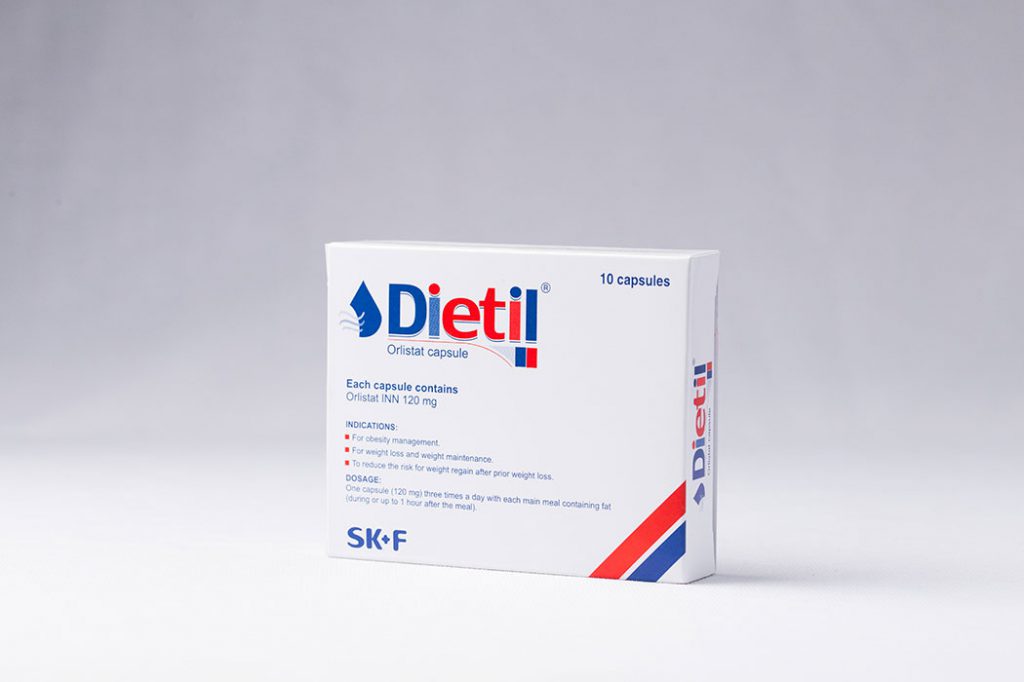 10 capsules
Dietil®
Orlistat capsule
Each capsule contains
Orlistat INN 120 mg
INDICATIONS:
For obesity management.
For weight loss and weight maintenance.
To reduce the risk for weight regain after prior weight loss.
DOSAGE:
One capsule (120 mg) three times a day with each main meal containing fat
(during or up to 1 hour after the meal).
SK+F
Dietil
Orlistat Capsule